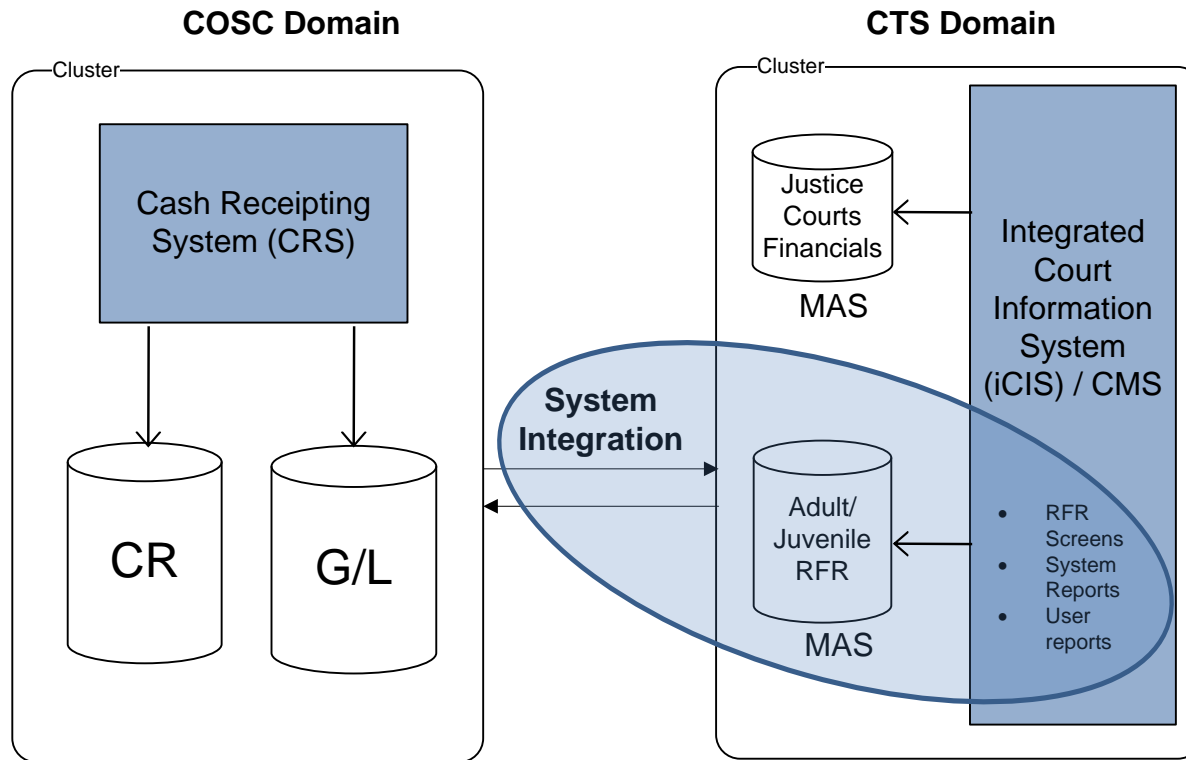 COSC Domain
Cluster
Cash Receipting
System (CRS)
CR
G/L
System
Integration
CTS Domain
Cluster
Justice
Courts
Financials
MAS
Integrated
Court
Information
System
(iCIS) / CMS
Adult/
Juvenile
RFR
MAS
• RFR
Screens
• System
Reports
• User
reports